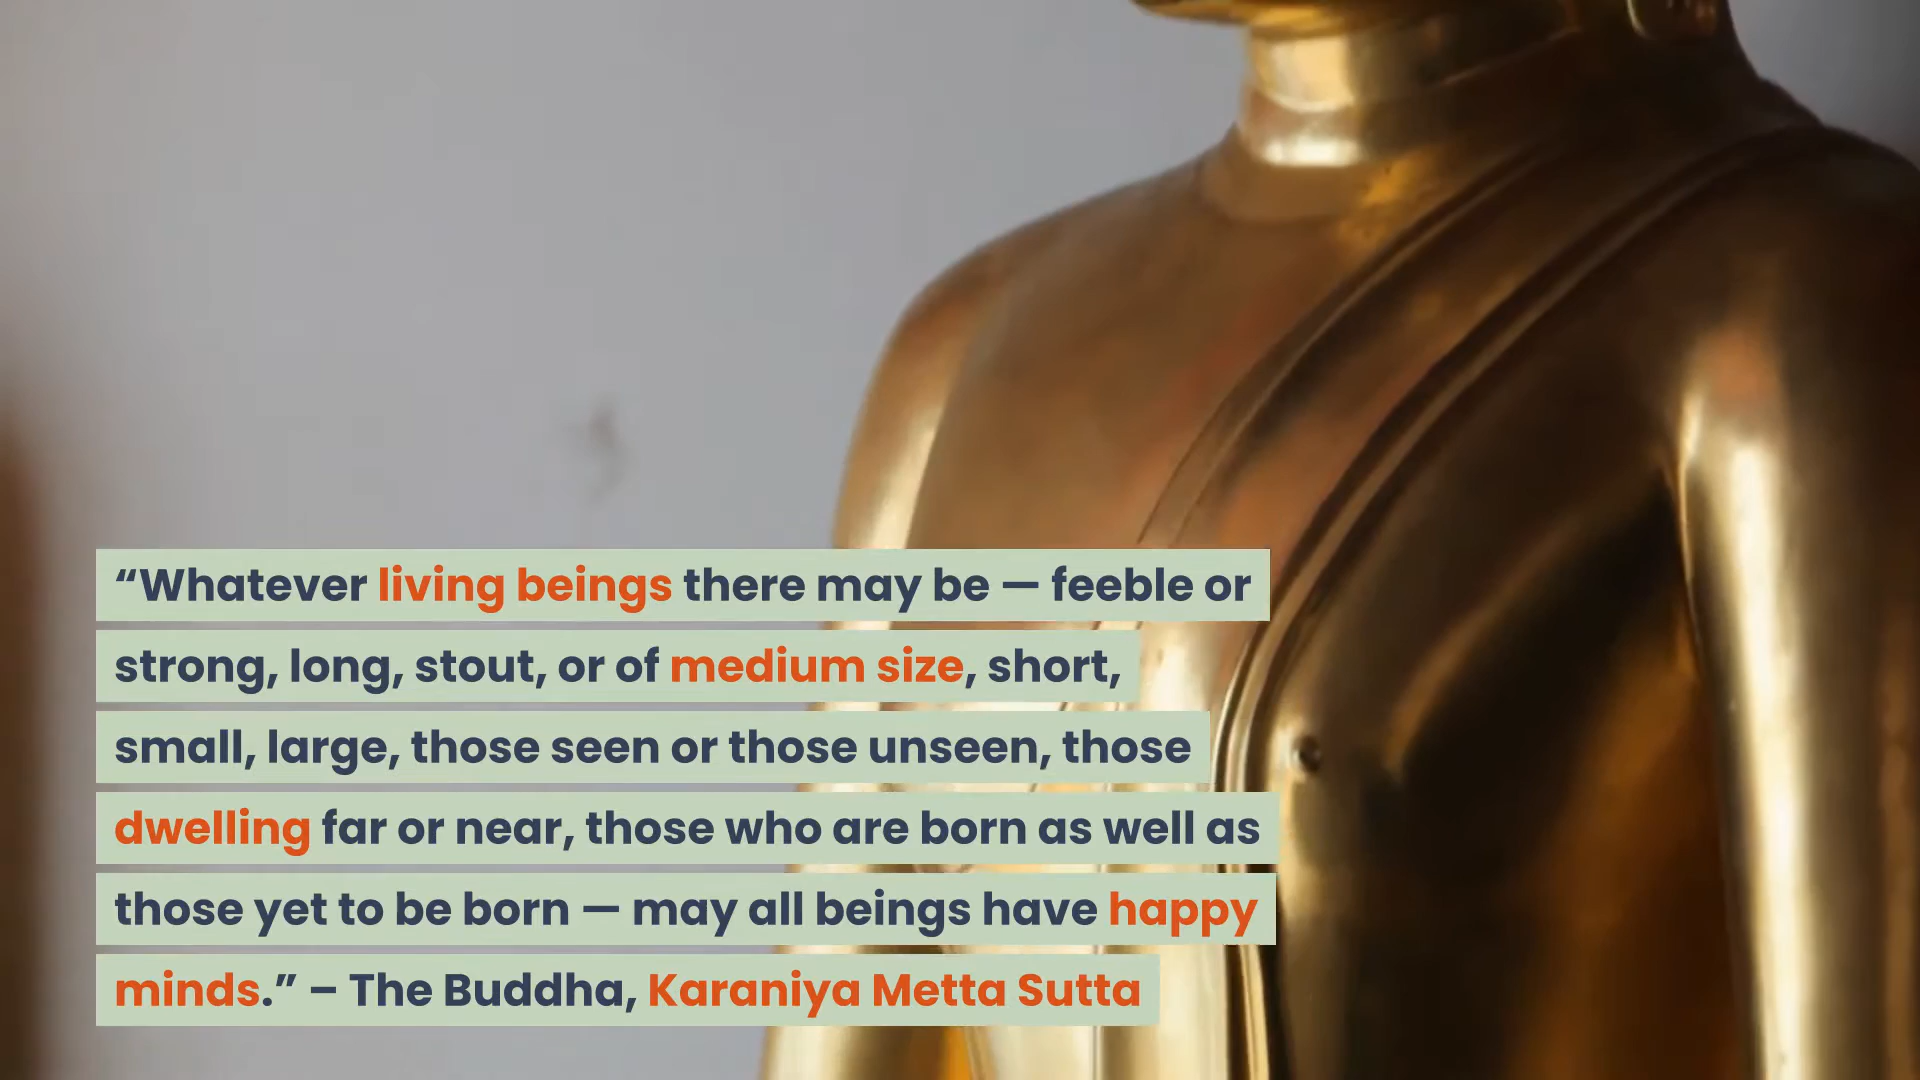 “Whatever living beings there may be — feeble or
strong, long, stout, or of medium size, short,
small, large, those seen or those unseen, those
dwelling far or near, those who are born as well as
those yet to be born — may all beings have happy
minds.” – The Buddha, Karaniya Metta Sutta